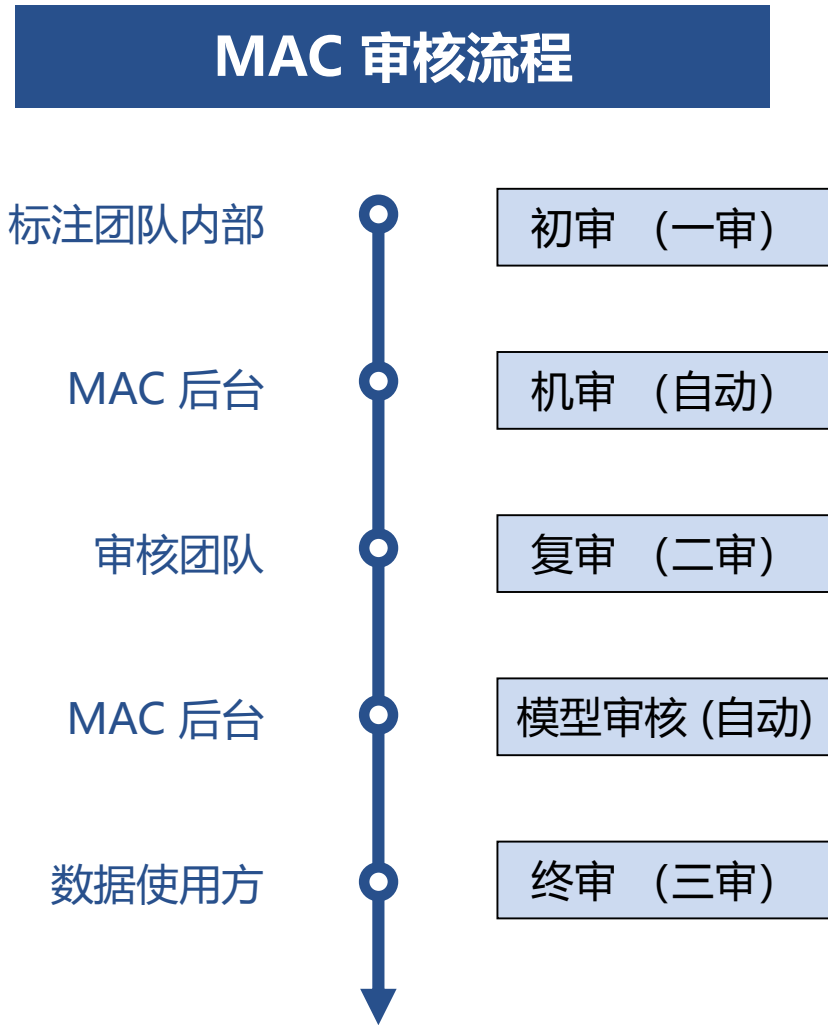 MAC 审核流程
标注团队内部
初审 (一审)
MAC 后台
机审 (自动)
审核团队
复审 (二审)
MAC 后台
模型审核 (自动)
数据使用方
终审 (三审)